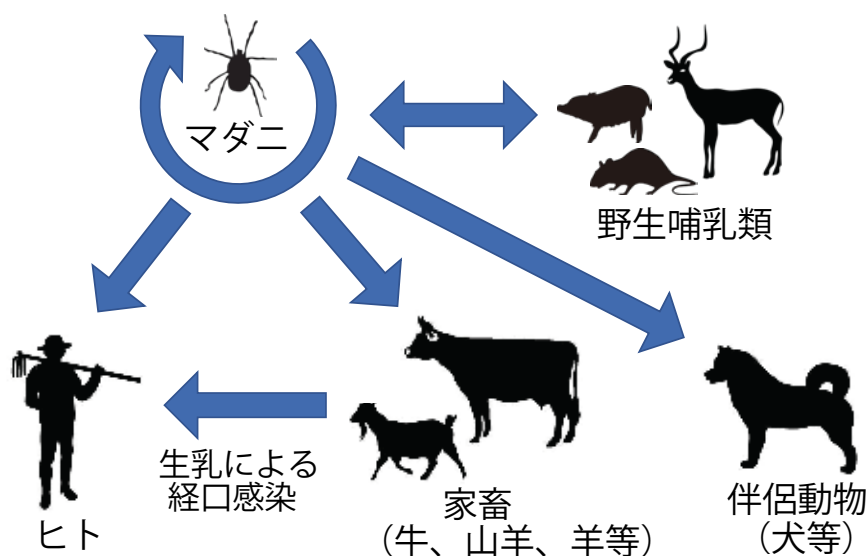 マダニ
野生哺乳類
生乳による
経口感染
ヒト
家畜
（牛、山羊、羊等）
伴侶動物
（犬等）